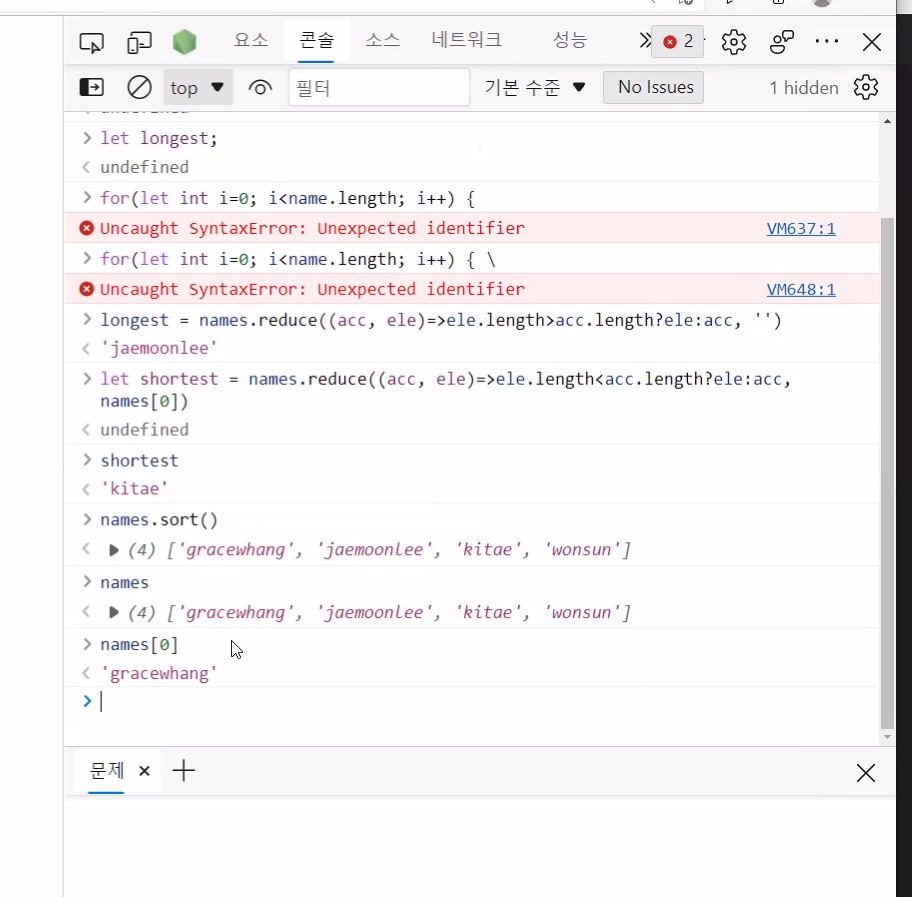 요소 콘솔 소스 네트워크 성능 2
top 필터 기본 수준 No Issues 1 hidden
undefined
let longest;
undefined
for(let int i=0; i<name.length; i++) {
Uncaught SyntaxError: Unexpected identifier VM637:1
for(let int i=0; i<name.length; i++) { \
Uncaught SyntaxError: Unexpected identifier VM648:1
longest = names.reduce((acc, ele)=>ele.length>acc.length?ele:acc, '')
'jaemoonlee'
let shortest = names.reduce((acc, ele)=>ele.length<acc.length?ele:acc,
names[0])
undefined
shortest
'kitae'
names.sort()
(4) ['gracewhang', 'jaemoonlee', 'kitae', 'wonsun']
names
(4) ['gracewhang', 'jaemoonlee', 'kitae', 'wonsun']
names[0]
'gracewhang'
문제